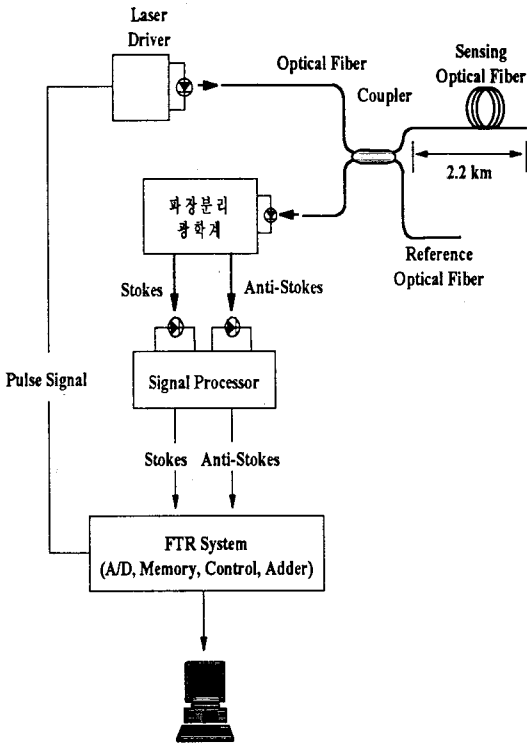 Laser
Driver
Optical Fiber
Coupler
Sensing
Optical Fiber
2.2 km
파장분리
광학계
Reference
Optical Fiber
Stokes
Anti-Stokes
Pulse Signal
Signal Processor
Stokes
Anti-Stokes
FTR System
(A/D, Memory, Control, Adder)